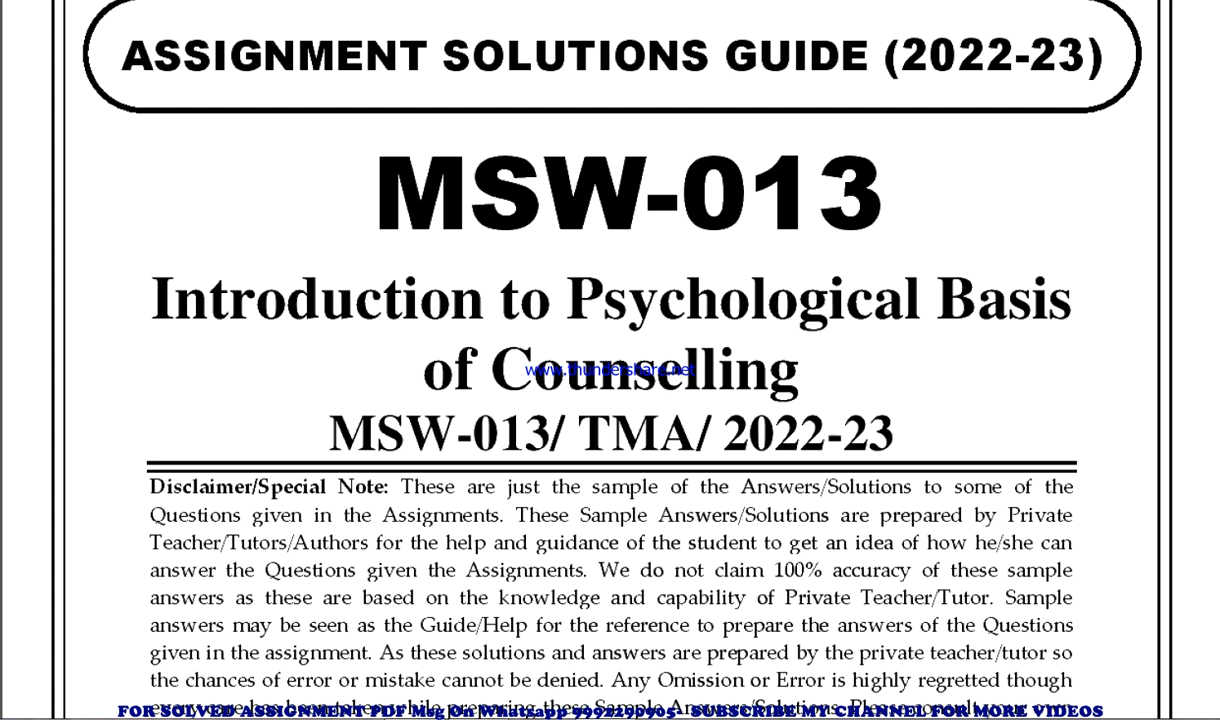 ASSIGNMENT SOLUTIONS GUIDE (2022-23)
MSW-013
Introduction to Psychological Basis
of Counselling
www.thundershare.net
MSW-013/ TMA/ 2022-23
Disclaimer/Special Note: These are just the sample of the Answers/Solutions to some of the
Questions given in the Assignments. These Sample Answers/Solutions are prepared by Private
Teacher/Tutors/Authors for the help and guidance of the student to get an idea of how he/she can
answer the Questions given the Assignments. We do not claim 100% accuracy of these sample
answers as these are based on the knowledge and capability of Private Teacher/Tutor. Sample
answers may be seen as the Guide/Help for the reference to prepare the answers of the Questions
given in the assignment. As these solutions and answers are prepared by the private teacher/tutor so
the chances of error or mistake cannot be denied. Any Omission or Error is highly regretted though
FOR SOLVED ASSIGNMENT PDF Msg On Whatsapp 9992290905- SUBSCRIBE MY CHANNEL FOR MORE VIDEOS